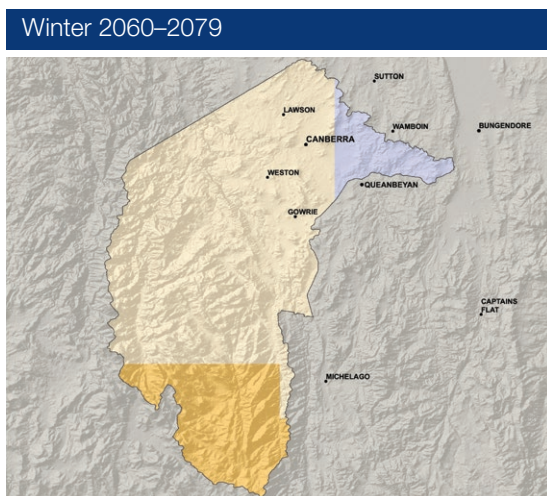 Winter 2060–2079
SUTTON
LAWSON
WAMBOIN
BUNGENDORE
CANBERRA
WESTON
QUEANBEYAN
GOWRIE
CAPTAINS
FLAT
MICHELAGO